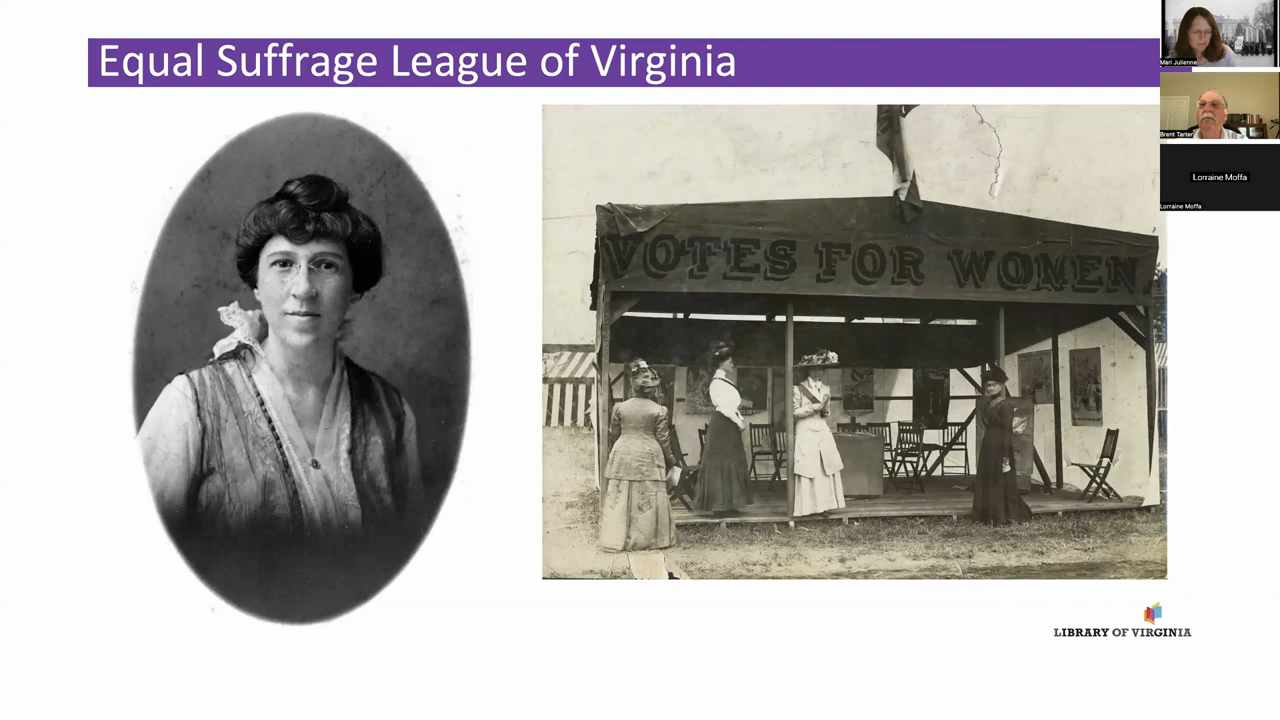 Equal Suffrage League of Virginia
VOTES FOR WOMEN
LIBRARY OF VIRGINIA
Mari Julienne
Brent Tarter
Lorraine Moffa
Lorraine Moffa